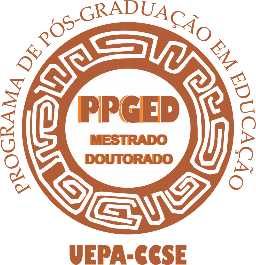 PROGRAMA DE PÓS-GRADUAÇÃO EM EDUCAÇÃO
PPGED
MESTRADO
DOUTORADO
UEPA-CCSE